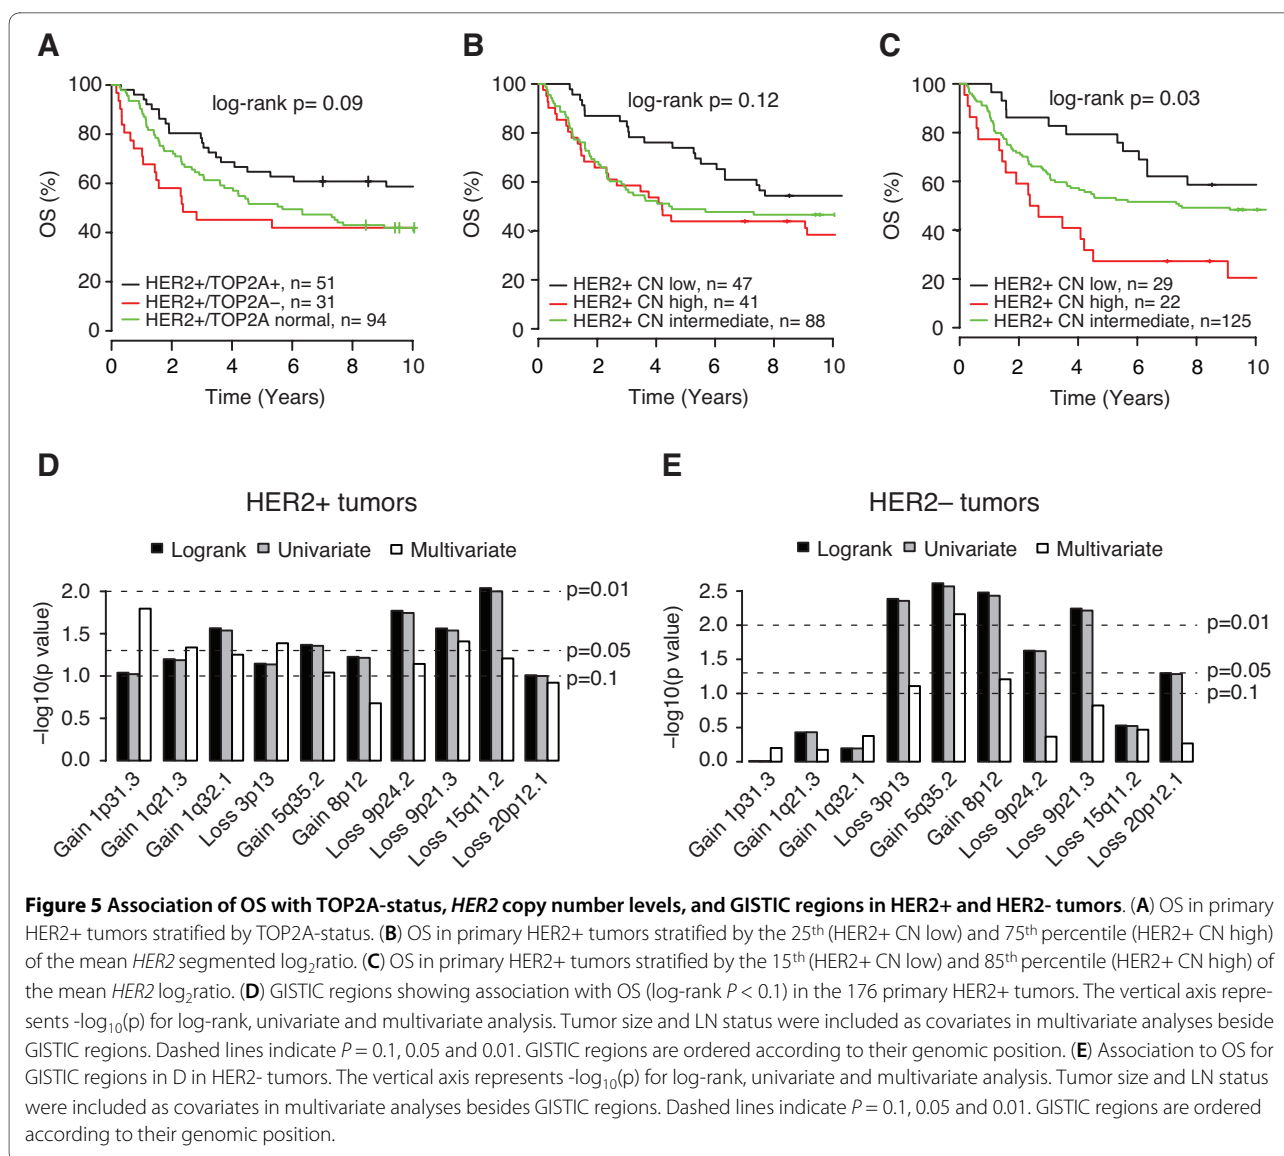 A
B
C
100
80
60
40
20
0
OS (%)
log-rank p= 0.09
HER2+/TOP2A+, n= 51
HER2+/TOP2A−, n= 31
HER2+/TOP2A normal, n= 94
0 2 4 6 8 10
Time (Years)
100
80
60
40
20
0
OS (%)
log-rank p= 0.12
HER2+ CN low, n= 47
HER2+ CN high, n= 41
HER2+ CN intermediate, n= 88
0 2 4 6 8 10
Time (Years)
100
80
60
40
20
0
OS (%)
log-rank p= 0.03
HER2+ CN low, n= 29
HER2+ CN high, n= 22
HER2+ CN intermediate, n=125
0 2 4 6 8 10
Time (Years)
D
HER2+ tumors
Logrank Univariate Multivariate
2.0
1.5
1.0
0.5
0.0
−log10(p value)
p=0.01
p=0.05
p=0.1
Gain 1p31.3
Gain 1q21.3
Gain 1q32.1
Loss 3p13
Gain 5q35.2
Gain 8p12
Loss 9p24.2
Loss 9p21.3
Loss 15q11.2
Loss 20p12.1
E
HER2− tumors
Logrank Univariate Multivariate
2.5
2.0
1.5
1.0
0.5
0.0
−log10(p value)
p=0.01
p=0.05
p=0.1
Gain 1p31.3
Gain 1q21.3
Gain 1q32.1
Loss 3p13
Gain 5q35.2
Gain 8p12
Loss 9p24.2
Loss 9p21.3
Loss 15q11.2
Loss 20p12.1
Figure 5 Association of OS with TOP2A-status, HER2 copy number levels, and GISTIC regions in HER2+ and HER2- tumors. (A) OS in primary
HER2+ tumors stratified by TOP2A-status. (B) OS in primary HER2+ tumors stratified by the 25th (HER2+ CN low) and 75th percentile (HER2+ CN high)
of the mean HER2 segmented log2ratio. (C) OS in primary HER2+ tumors stratified by the 15th (HER2+ CN low) and 85th percentile (HER2+ CN high) of
the mean HER2 log2ratio. (D) GISTIC regions showing association with OS (log-rank P < 0.1) in the 176 primary HER2+ tumors. The vertical axis repre-
sents -log10(p) for log-rank, univariate and multivariate analysis. Tumor size and LN status were included as covariates in multivariate analyses beside
GISTIC regions. Dashed lines indicate P = 0.1, 0.05 and 0.01. GISTIC regions are ordered according to their genomic position. (E) Association to OS for
GISTIC regions in D in HER2- tumors. The vertical axis represents -log10(p) for log-rank, univariate and multivariate analysis. Tumor size and LN status
were included as covariates in multivariate analyses besides GISTIC regions. Dashed lines indicate P = 0.1, 0.05 and 0.01. GISTIC regions are ordered
according to their genomic position.